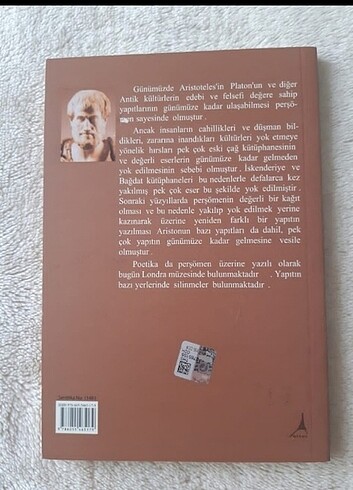 Günümüzde Aristoteles'in Platon'un ve diğer
Antik kültürlerin edebi ve felsefi değere sahip
yapıtlarının günümüze kadar ulaşabilmesi perşö-
sayesinde olmuştur .
Ancak insanların cahillikleri ve düşman bil-
dikleri, zararına inandıkları kültürleri yok etmeye
yönelik hırsları pek çok eski çağ kütüphanesinin
ve değerli eserlerin günümüze kadar gelmeden
yok edilmesinin sebebi olmuştur . İskenderiye ve
Bağdat kütüphaneleri bu nedenlerle defalarca kez
yakılmış pek çok eser bu şekilde yok edilmiştir .
Sonraki yüzyıllarda perşömenin değerli bir kağıt
olması ve bu nedenle yakılıp yok edilmek yerine
kazınarak üzerine yeniden farklı bir yapıtın
yazılması Aristonun bazı yapıtları da dahil, pek
çok yapıtın günümüze kadar gelmesine vesile
olmuştur .
Poetika da perşömen üzerine yazılı olarak
bugün Londra müzesinde bulunmaktadır . Yapıtın
bazı yerlerinde silinmeler bulunmaktadır .